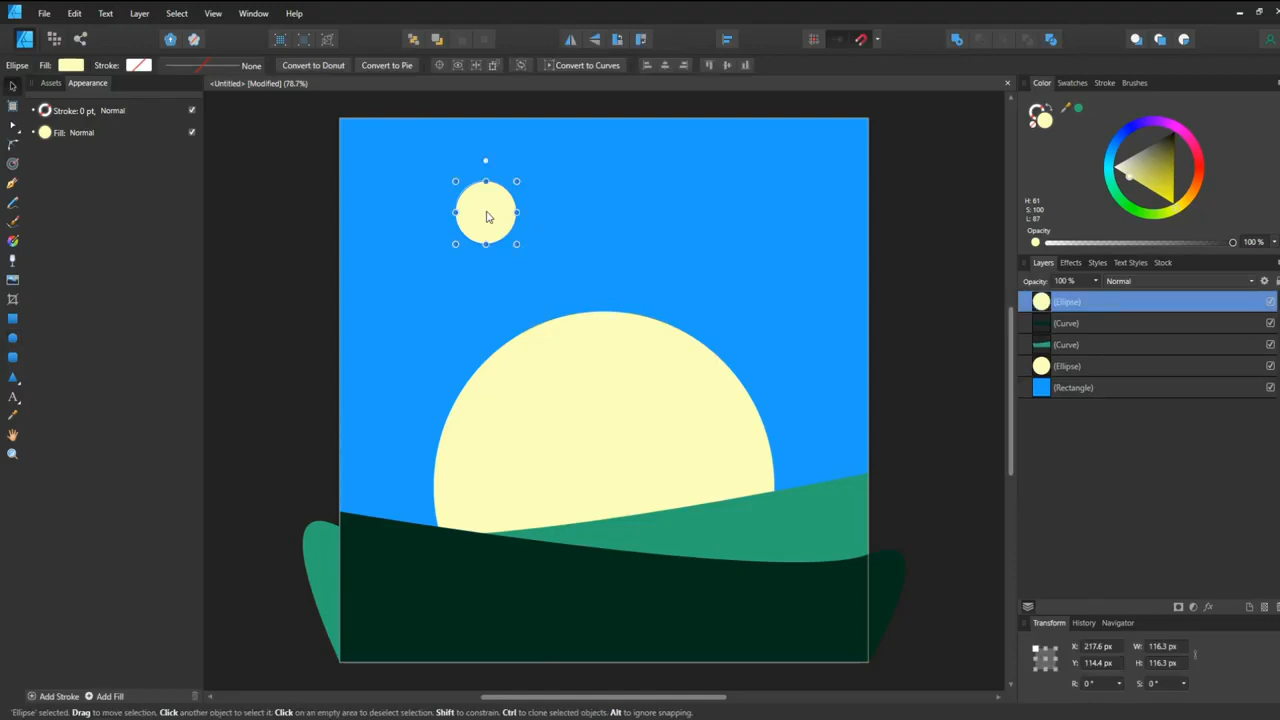 File Edit Text Layer Select View Window Help
Ellipse Fill: Stroke: None Convert to Donut Convert to Pie Convert to Curves
Assets Appearance
<Untitled> [Modified] (78.7%)
Color Swatches Stroke Brushes
Stroke: 0 pt, Normal
Fill: Normal
H: 61
S: 100
L: 87
Opacity
100 %
Layers Effects Styles Text Styles Stock
Opacity: 100 % Normal
(Ellipse)
(Curve)
(Curve)
(Ellipse)
(Rectangle)
Transform History Navigator
X: 217.6 px W: 116.3 px
Y: 114.4 px H: 116.3 px
R: 0 ° S: 0 °
Add Stroke Add Fill
'Ellipse' selected. Drag to move selection. Click another object to select it. Click on an empty area to deselect selection. Shift to constrain. Ctrl to clone selected objects. Alt to ignore snapping.